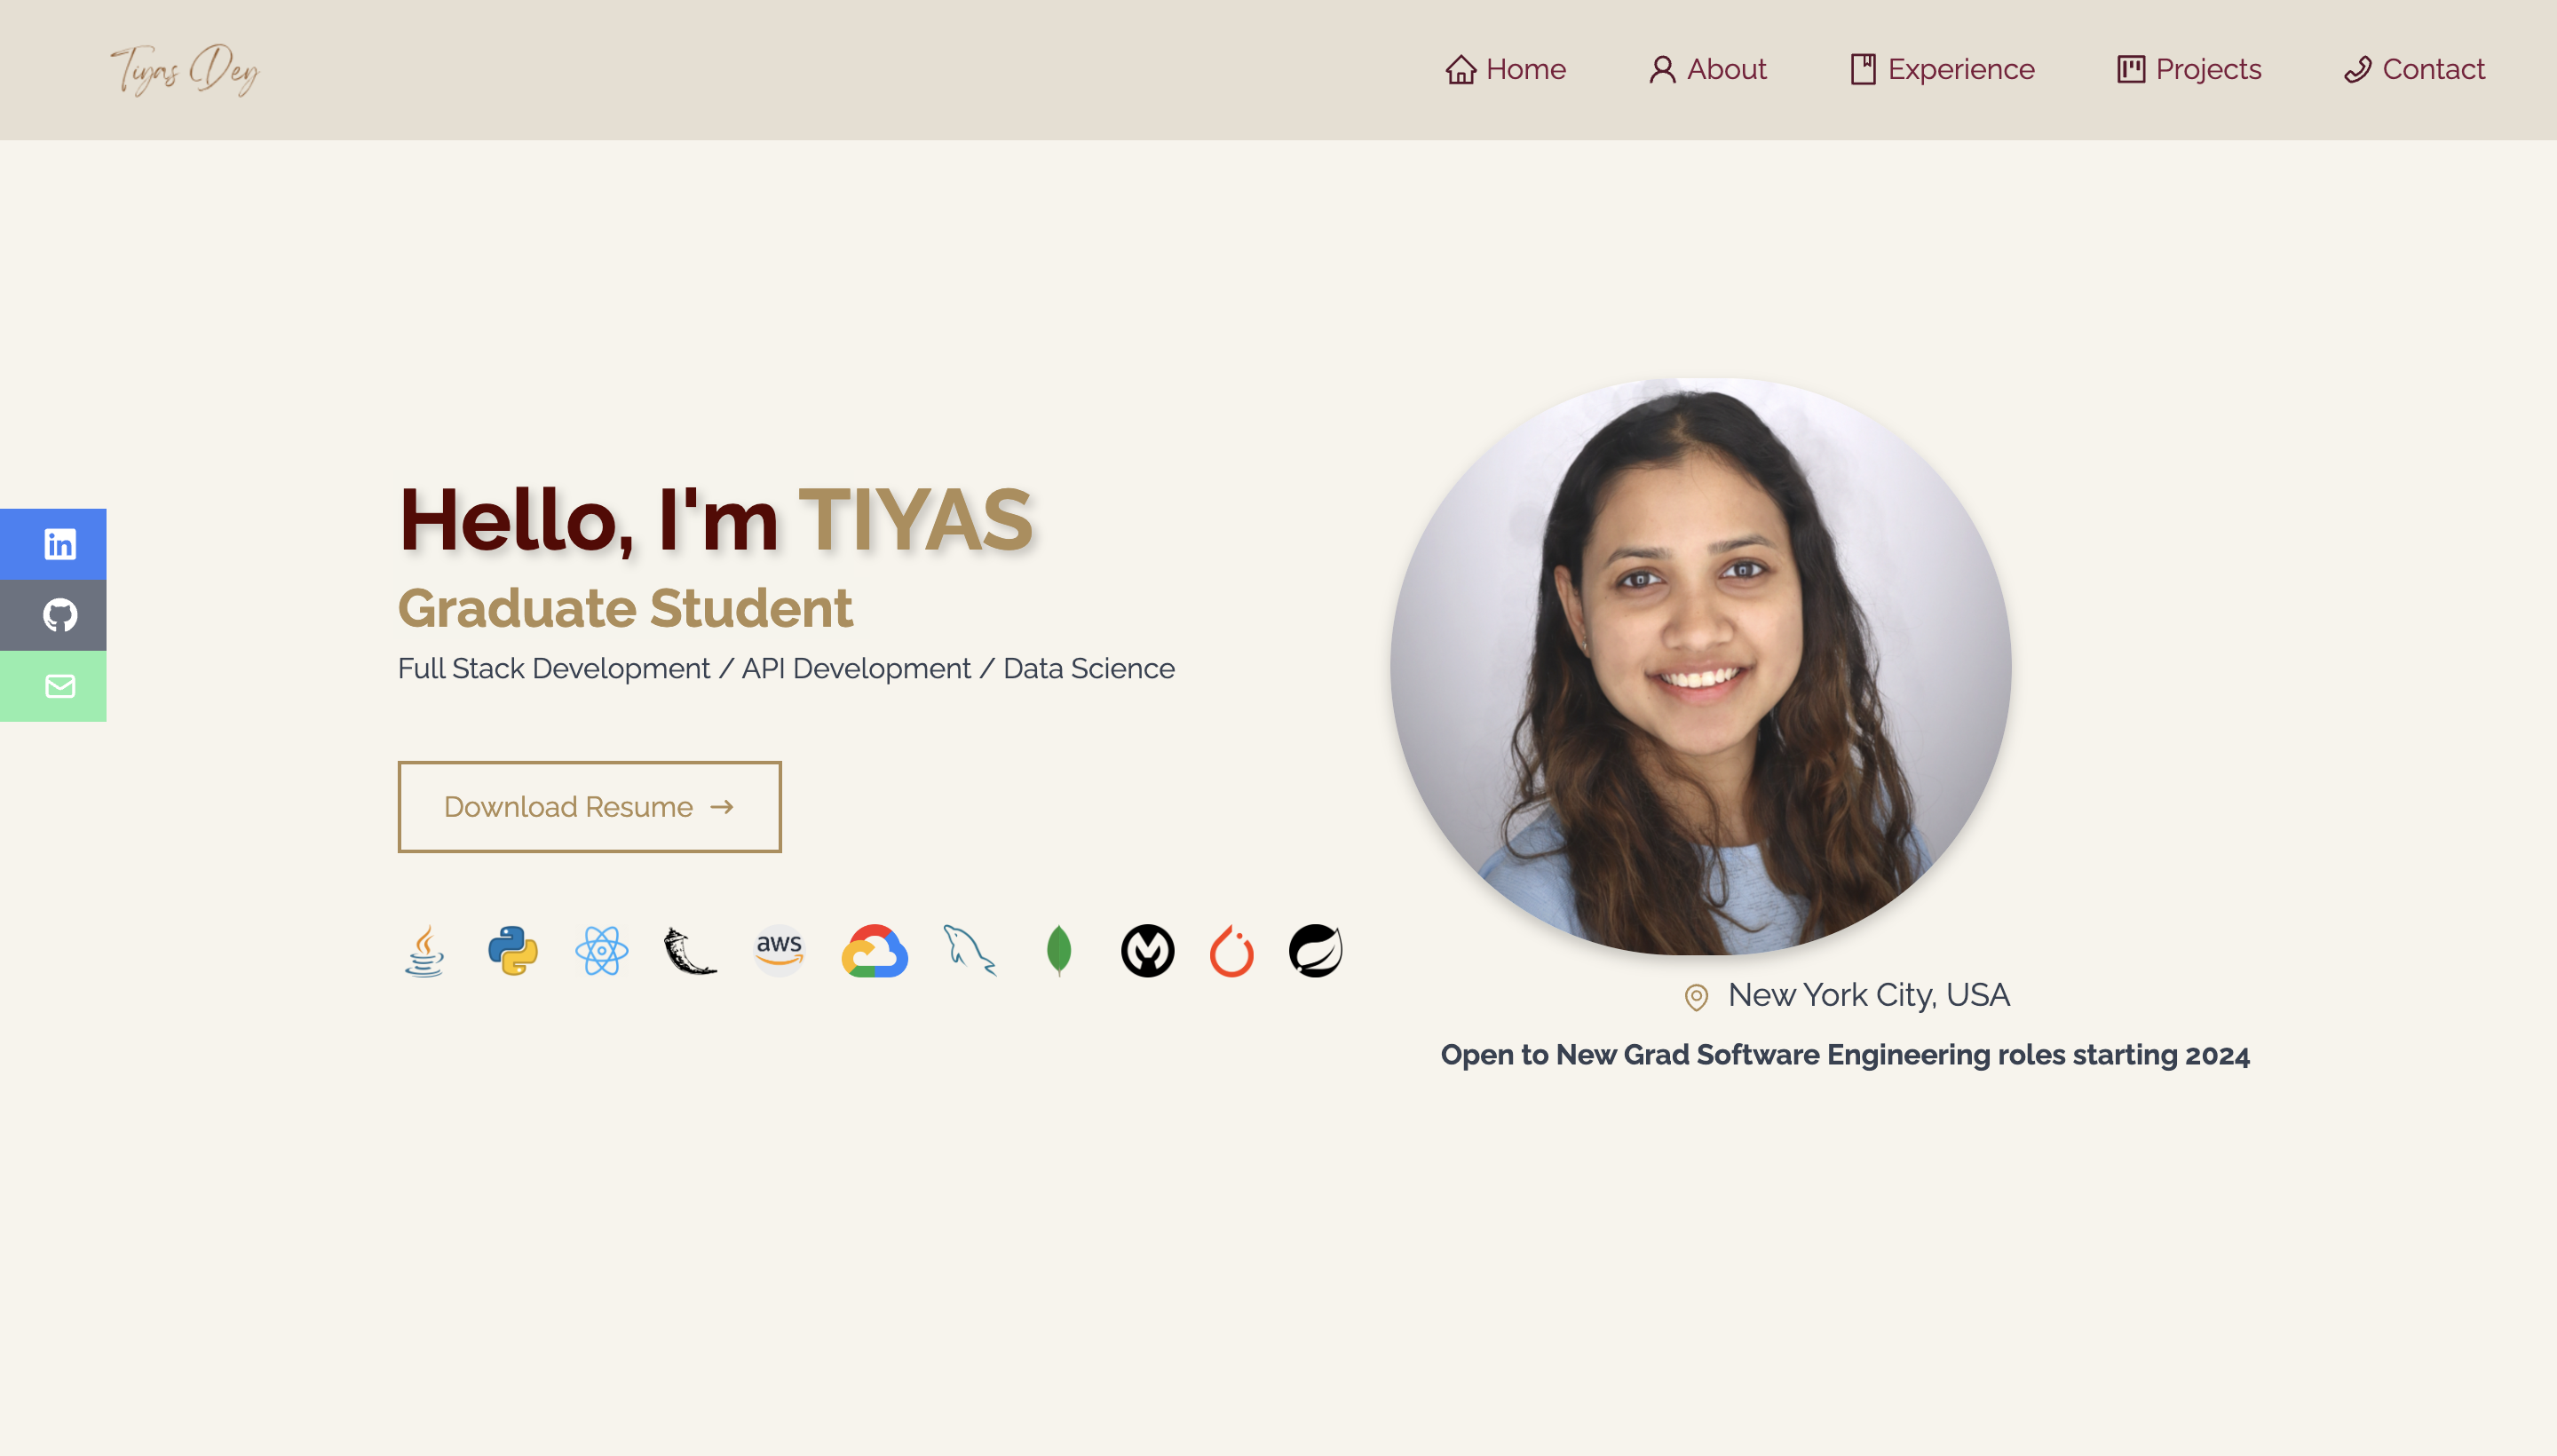 Tiyas Dey
Home
About
Experience
Projects
Contact
Hello, I'm TIYAS
Graduate Student
Full Stack Development / API Development / Data Science
Download Resume
in
aws
New York City, USA
Open to New Grad Software Engineering roles starting 2024